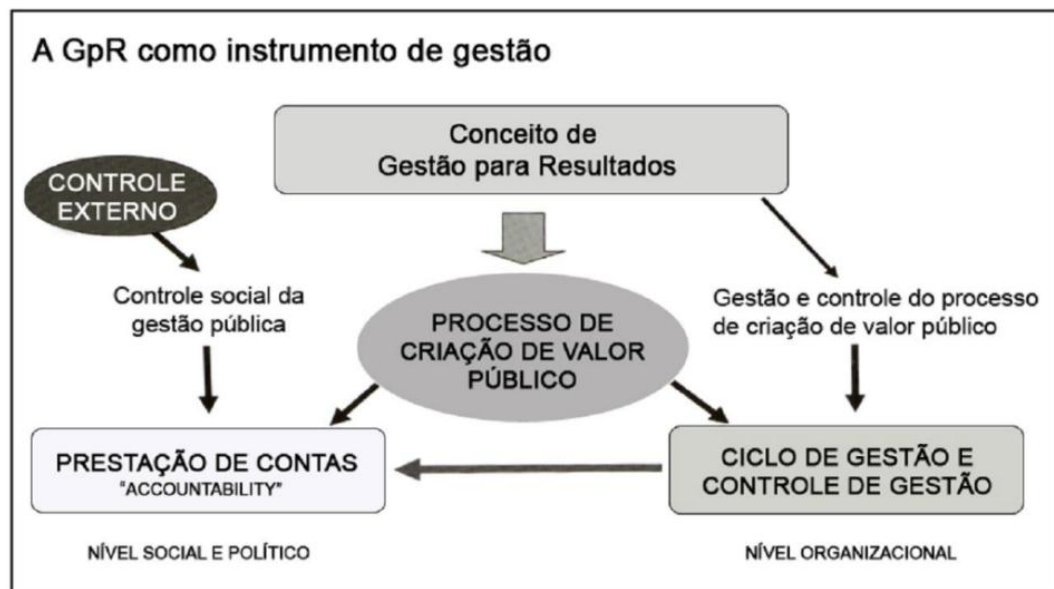 A GpR como instrumento de gestão
Conceito de
Gestão para Resultados
CONTROLE
EXTERNO
Controle social da
gestão pública
PROCESSO DE
CRIAÇÃO DE VALOR
PÚBLICO
Gestão e controle do processo
de criação de valor público
PRESTAÇÃO DE CONTAS
"ACCOUNTABILITY"
CICLO DE GESTÃO E
CONTROLE DE GESTÃO
NÍVEL SOCIAL E POLÍTICO
NÍVEL ORGANIZACIONAL